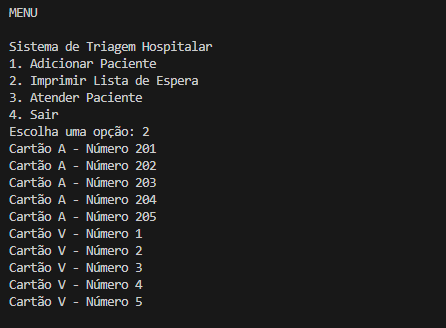 MENU
Sistema de Triagem Hospitalar
1. Adicionar Paciente
2. Imprimir Lista de Espera
3. Atender Paciente
4. Sair
Escolha uma opção: 2
Cartão A - Número 201
Cartão A - Número 202
Cartão A - Número 203
Cartão A - Número 204
Cartão A - Número 205
Cartão V - Número 1
Cartão V - Número 2
Cartão V - Número 3
Cartão V - Número 4
Cartão V - Número 5